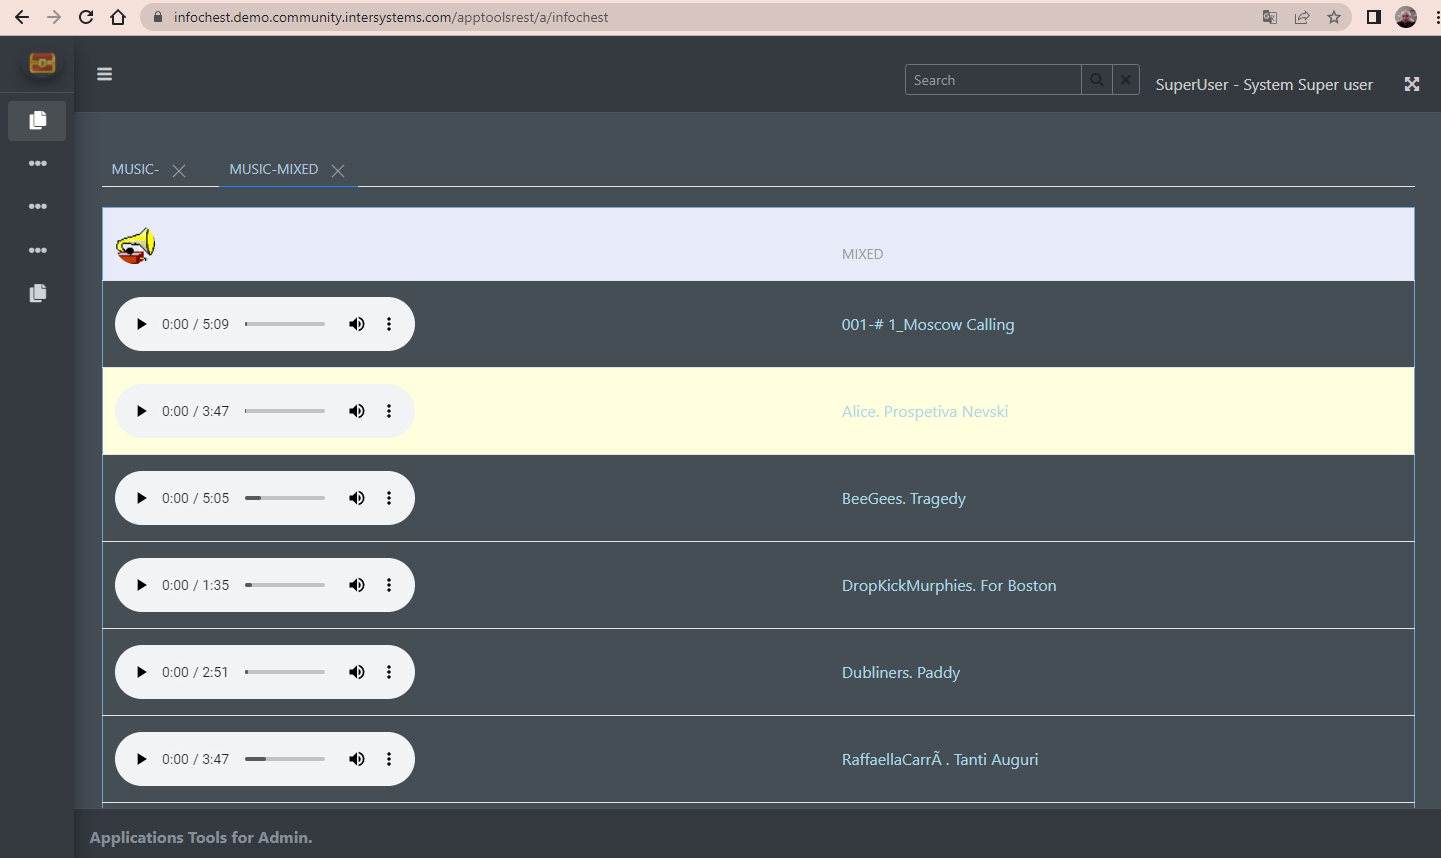 infochest.demo.community.intersystems.com/apptoolsrest/a/infochest
Search
SuperUser - System Super user
MUSIC-
MUSIC-MIXED
MIXED
0:00 / 5:09
001-# 1_Moscow Calling
0:00 / 3:47
Alice. Prospetiva Nevski
0:00 / 5:05
BeeGees. Tragedy
0:00 / 1:35
DropKickMurphies. For Boston
0:00 / 2:51
Dubliners. Paddy
0:00 / 3:47
RaffaellaCarrÃ . Tanti Auguri
Applications Tools for Admin.